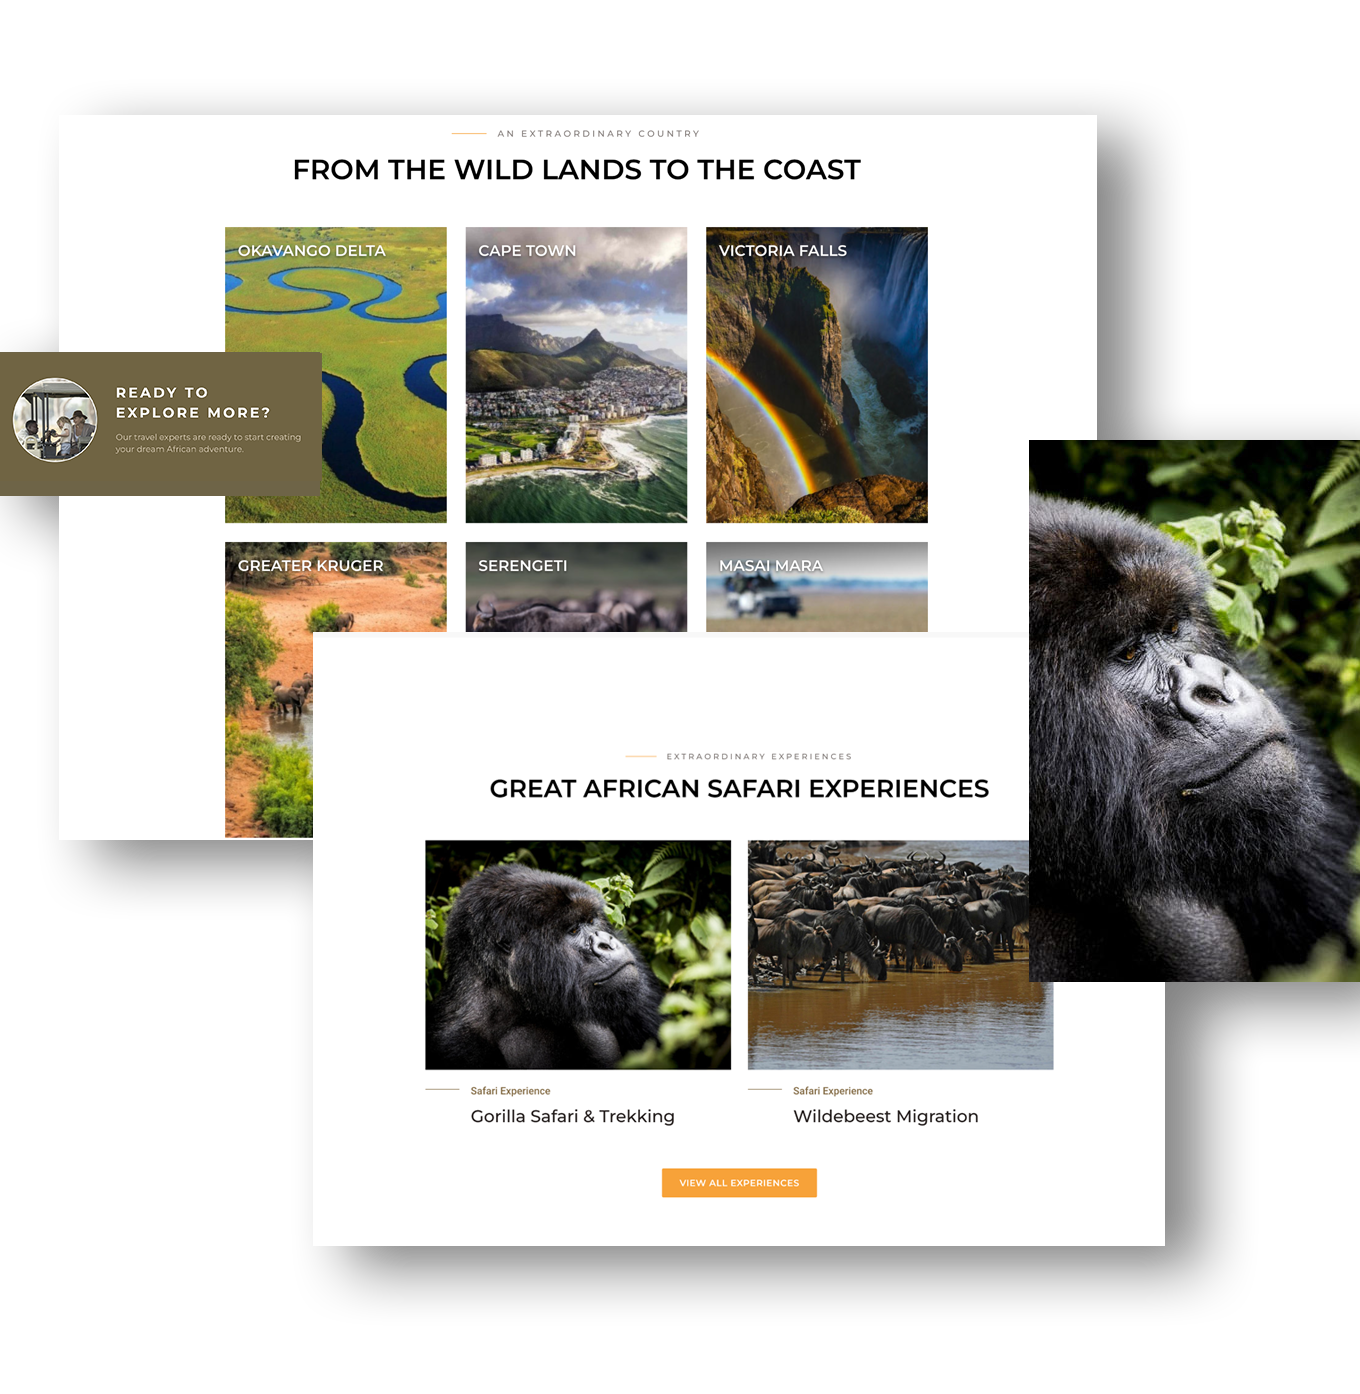 AN EXTRAORDINARY COUNTRY
FROM THE WILD LANDS TO THE COAST
OKAVANGO DELTA
CAPE TOWN
VICTORIA FALLS
READY TO
EXPLORE MORE?
Our travel experts are ready to start creating
your dream African adventure.
GREATER KRUGER
SERENGETI
MASAI MARA
EXTRAORDINARY EXPERIENCES
GREAT AFRICAN SAFARI EXPERIENCES
Safari Experience
Gorilla Safari & Trekking
Safari Experience
Wildebeest Migration
VIEW ALL EXPERIENCES